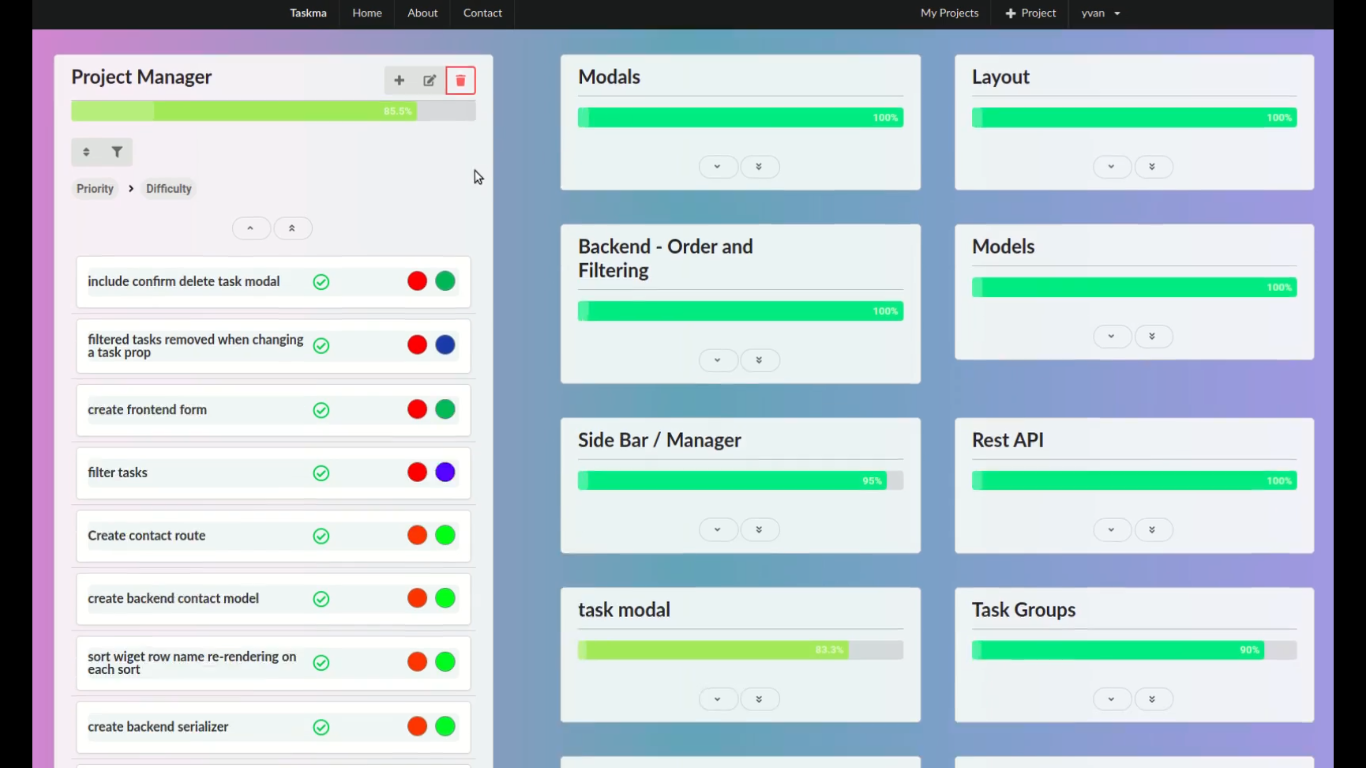 Taskma Home About Contact My Projects Project yvan
Project Manager
85.5%
Priority Difficulty
include confirm delete task modal
filtered tasks removed when changing
a task prop
create frontend form
filter tasks
Create contact route
create backend contact model
sort wiget row name re-rendering on
each sort
create backend serializer
Modals
100%
Layout
100%
Backend - Order and
Filtering
100%
Models
100%
Side Bar / Manager
95%
Rest API
100%
task modal
83.3%
Task Groups
90%